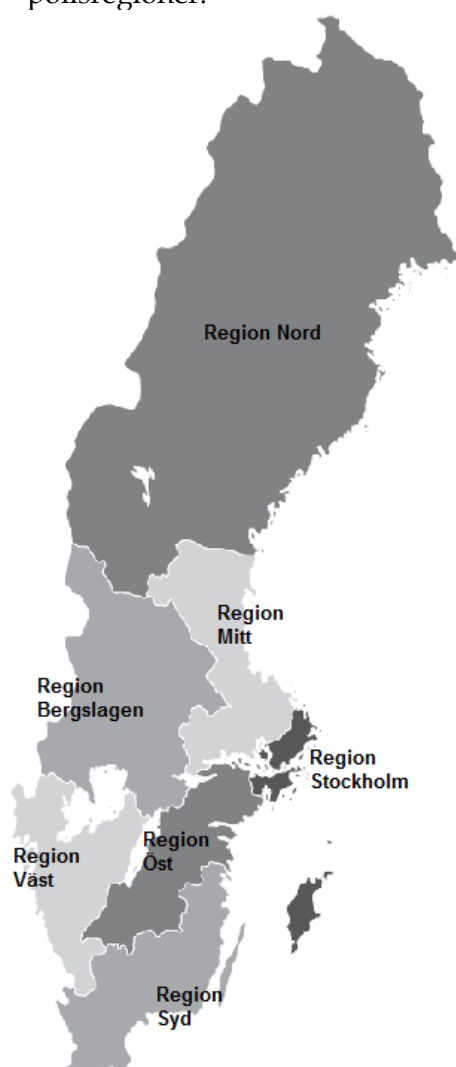 polisregioner.
Region Nord
Region
Mitt
Region
Bergslagen
Region
Stockholm
Region
Öst
Region
Väst
Region
Syd